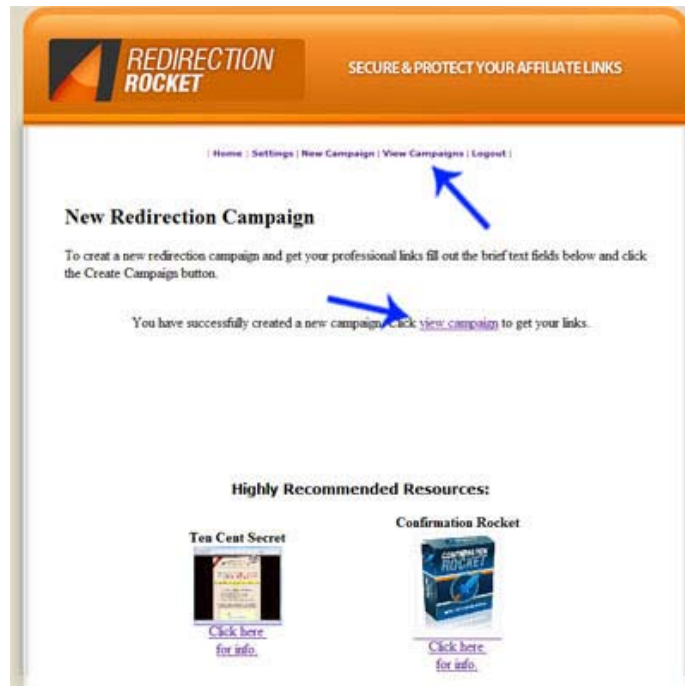 REDIRECTION
ROCKET
SECURE & PROTECT YOUR AFFILIATE LINKS
| Home | Settings | New Campaign | View Campaigns | Logout |
New Redirection Campaign
To creat a new redirection campaign and get your professional links fill out the brief text fields below and click
the Create Campaign button.
You have successfully created a new campaign. Click view campaign to get your links.
Highly Recommended Resources:
Ten Cent Secret
Click here
for info.
Confirmation Rocket
CONFIRMATION
ROCKET
Click here
for info.